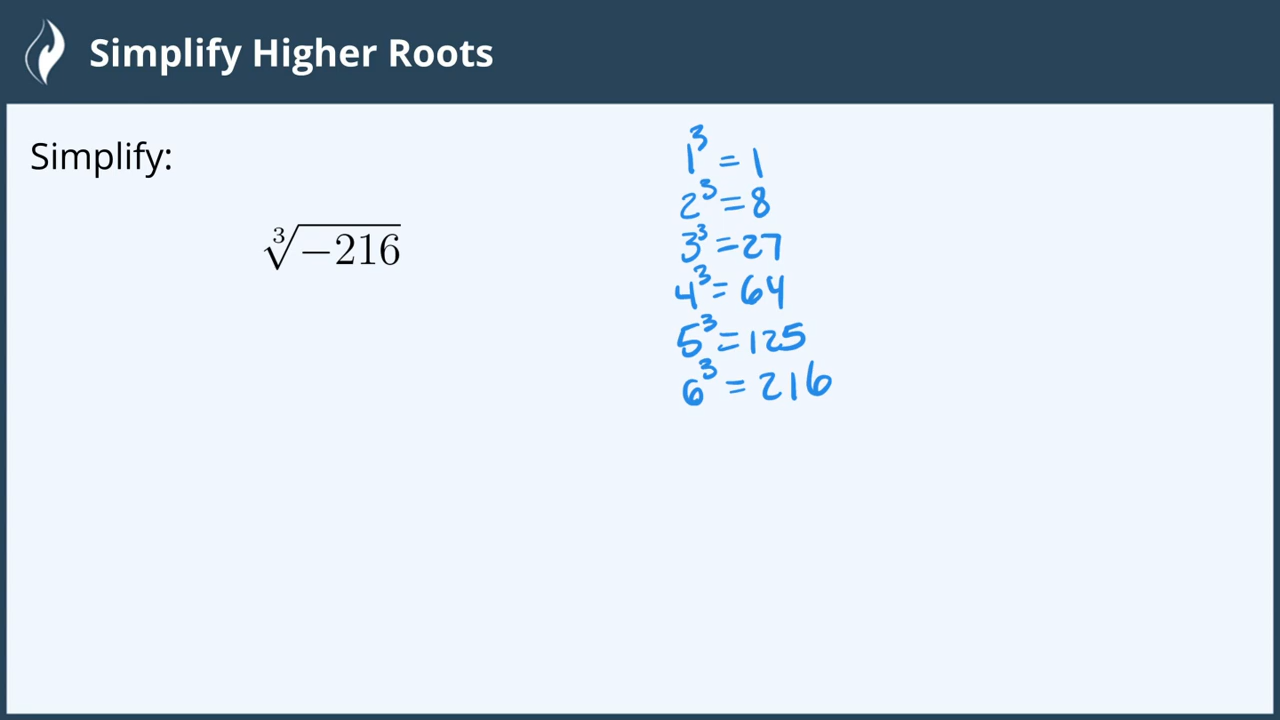 Simplify Higher Roots
Simplify:
∛−216
1³ = 1
2³ = 8
3³ = 27
4³ = 64
5³ = 125
6³ = 216